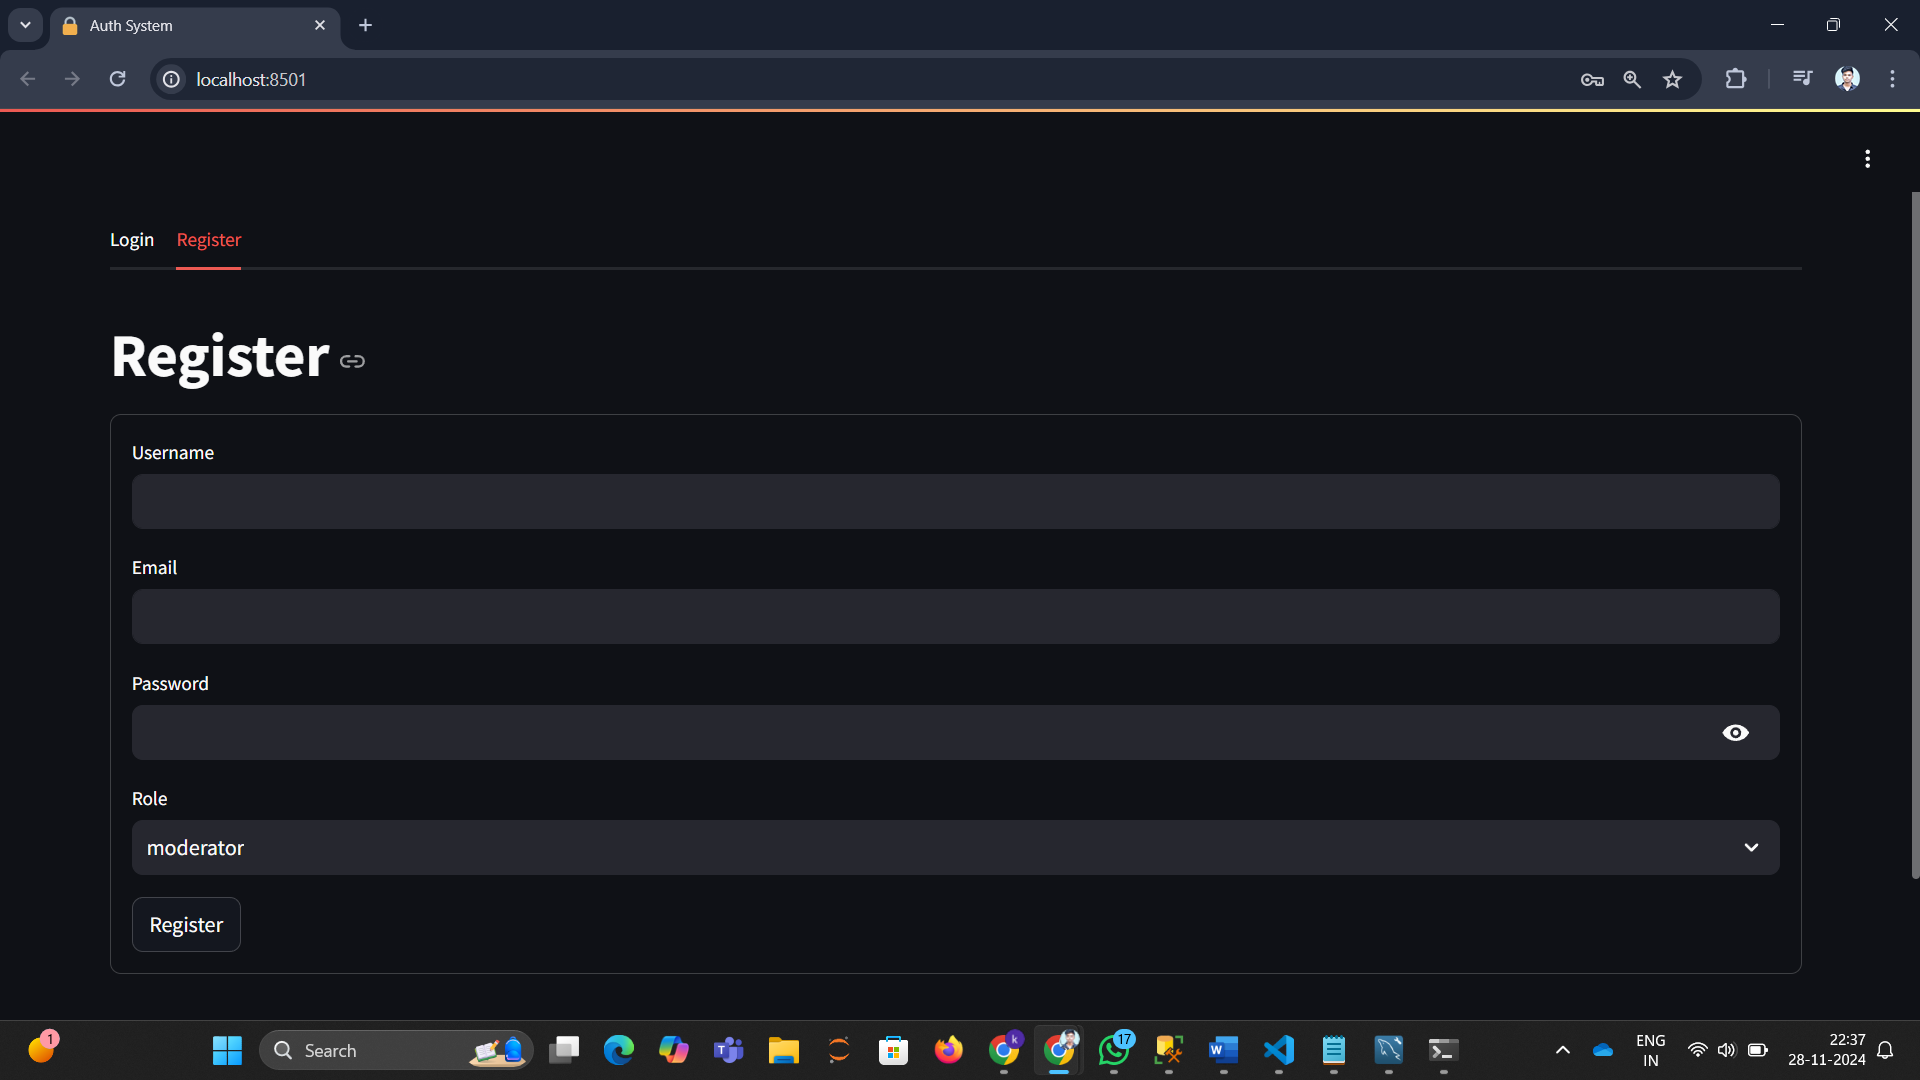 Auth System
localhost:8501
Login Register
Register
Username
Email
Password
Role
moderator
Register
1
Search
T
k
17
W
ENG
IN
22:37
28-11-2024